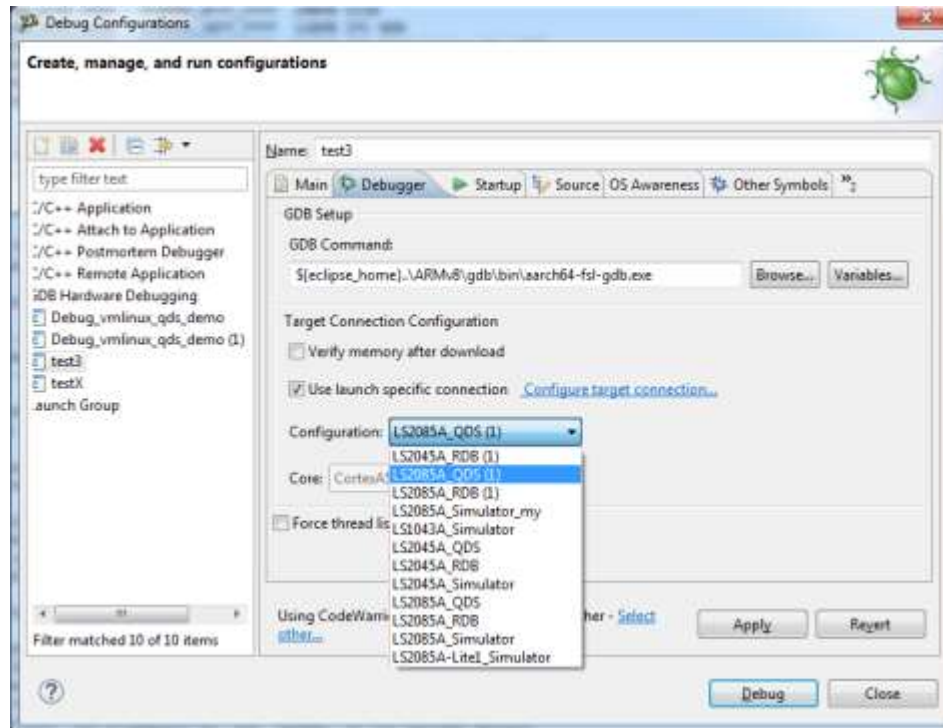 Debug Configurations
Create, manage, and run configurations
type filter text
:/C++ Application
:/C++ Attach to Application
:/C++ Postmortem Debugger
:/C++ Remote Application
GDB Hardware Debugging
Debug_vmlinux_qds_demo
Debug_vmlinux_qds_demo (1)
test3
testX
aunch Group
Filter matched 10 of 10 items
Name: test3
Main Debugger Startup Source OS Awareness Other Symbols »2
GDB Setup
GDB Command:
${eclipse_home}..\ARMv8\gdb\bin\aarch64-fsl-gdb.exe Browse... Variables...
Target Connection Configuration
Verify memory after download
Use launch specific connection Configure target connection...
Configuration: LS2085A_QDS (1)
LS2045A_RDB (1)
Core: CortexA5 LS2085A_QDS (1)
LS2085A_RDB (1)
LS2085A_Simulator_my
Force thread lis LS1043A_Simulator
LS2045A_QDS
LS2045A_RDB
LS2045A_Simulator
LS2085A_QDS
LS2085A_RDB
LS2085A_Simulator
LS2085A-Lite1_Simulator
Using CodeWarri her - Select
other...
Apply Revert
Debug Close